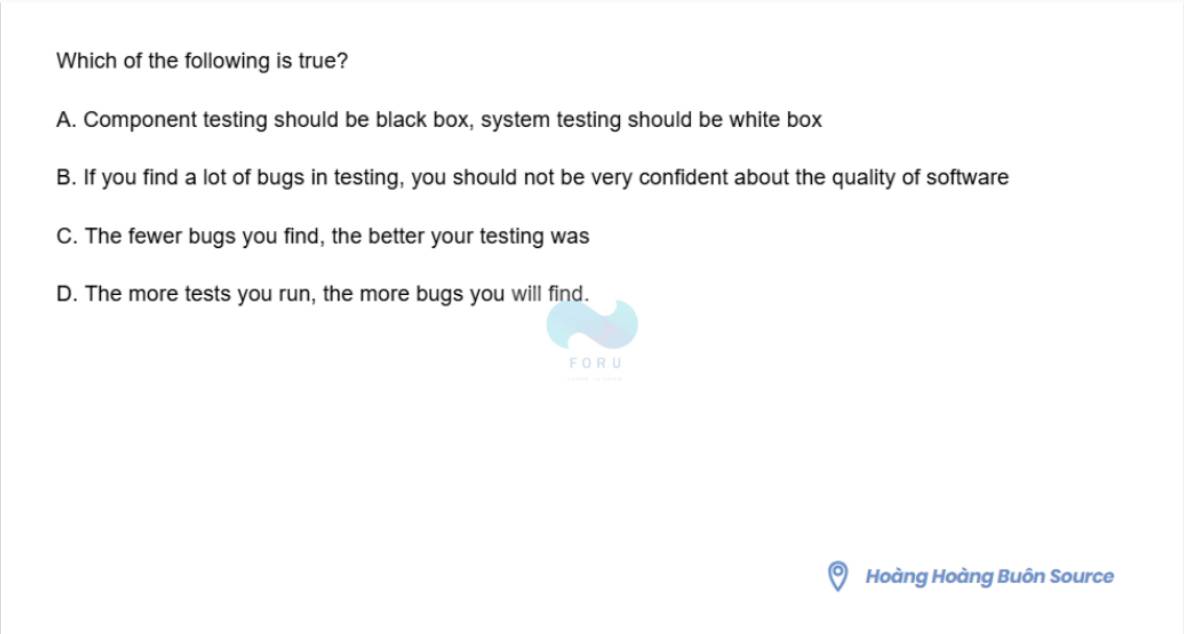 Which of the following is true?
A. Component testing should be black box, system testing should be white box
B. If you find a lot of bugs in testing, you should not be very confident about the quality of software
C. The fewer bugs you find, the better your testing was
D. The more tests you run, the more bugs you will find.
FORU
Hoàng Hoàng Buôn Source